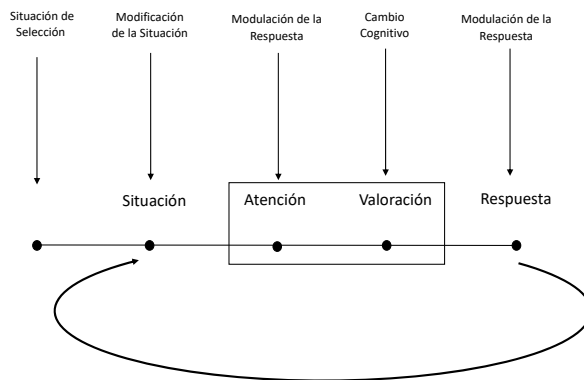 Situación de
Selección
Modificación
de la Situación
Modulación de la
Respuesta
Cambio
Cognitivo
Modulación de la
Respuesta
Situación
Atención
Valoración
Respuesta